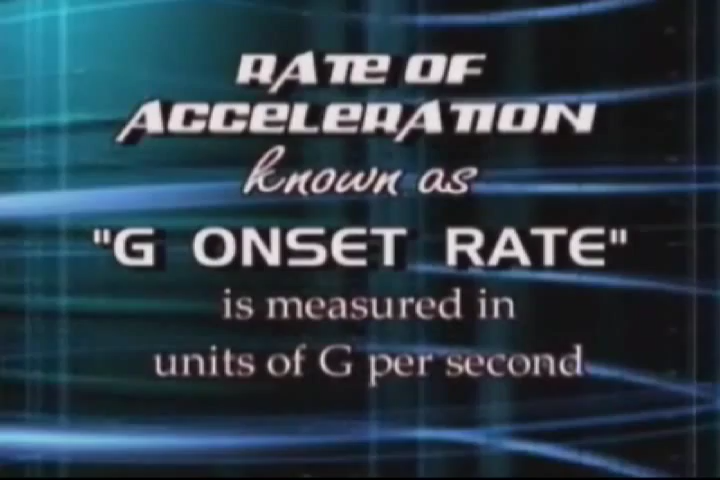 RATE OF
ACCELERATION
known as
"G ONSET RATE"
is measured in
units of G per second